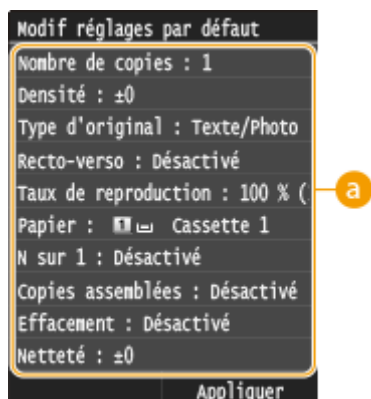 Modif réglages par défaut
Nombre de copies : 1
Densité : ±0
Type d'original : Texte/Photo
Recto-verso : Désactivé
Taux de reproduction : 100 % (
a
Papier : 1 Cassette 1
N sur 1 : Désactivé
Copies assemblées : Désactivé
Effacement : Désactivé
Netteté : ±0
Appliquer